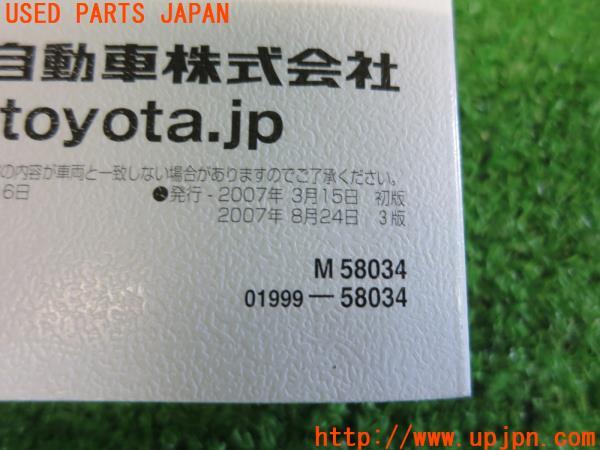 USED PARTS JAPAN
自動車株式会社
toyota.jp
の内容が車両と一致しない場合がありますのでご了承ください。
6日 ●発行-2007年 3月15日 初版
2007年 8月24日 3版
M 58034
01999－58034
http://www.upjpn.com/